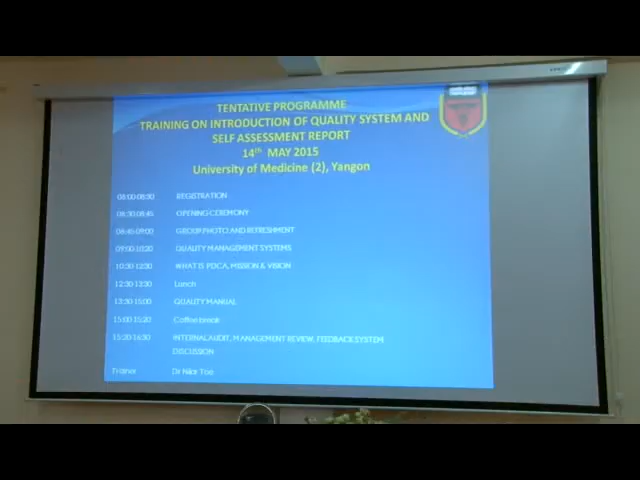 TENTATIVE PROGRAMME
TRAINING ON INTRODUCTION OF QUALITY SYSTEM AND
SELF ASSESSMENT REPORT
14th MAY 2015
University of Medicine (2), Yangon
08:00-08:30 REGISTRATION
08:30-08:45 OPENING CEREMONY
08:45-09:00 GROUP PHOTO AND REFRESHMENT
09:00-10:20 QUALITY MANAGEMENT SYSTEMS
10:30-12:30 WHAT IS PDCA, MISSION & VISION
12:30-13:30 Lunch
13:30-15:00 QUALITY MANUAL
15:00-15:20 Coffee break
15:20-16:30 INTERNAL AUDIT, MANAGEMENT REVIEW, FEEDBACK SYSTEM
DISCUSSION
Trainer Dr Nilar Toe